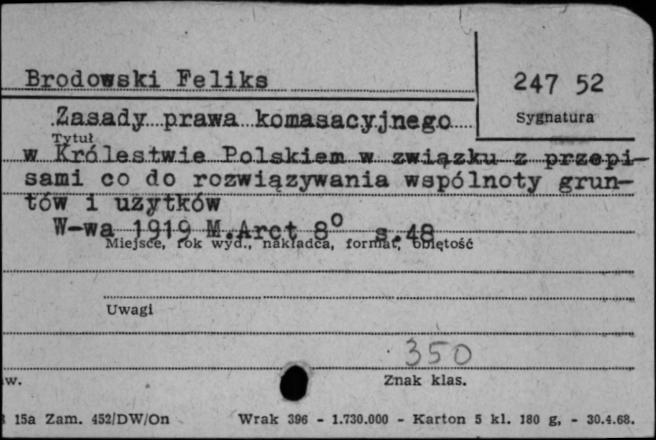 Brodowski Feliks
247 52
Sygnatura
Zasady prawa komasacyjnego
Tytuł
w Królestwie Polskiem w związku z przepi-
sami co do rozwiązywania wspólnoty grun-
tów i użytków
W-wa 1919 M.Arct 8° s.48
Miejsce, rok wyd., nakładca, format, objętość
Uwagi
350
Znak klas.
w.
15a Zam. 452/DW/On Wrak 396 - 1.730.000 - Karton 5 kl. 180 g, - 30.4.68.